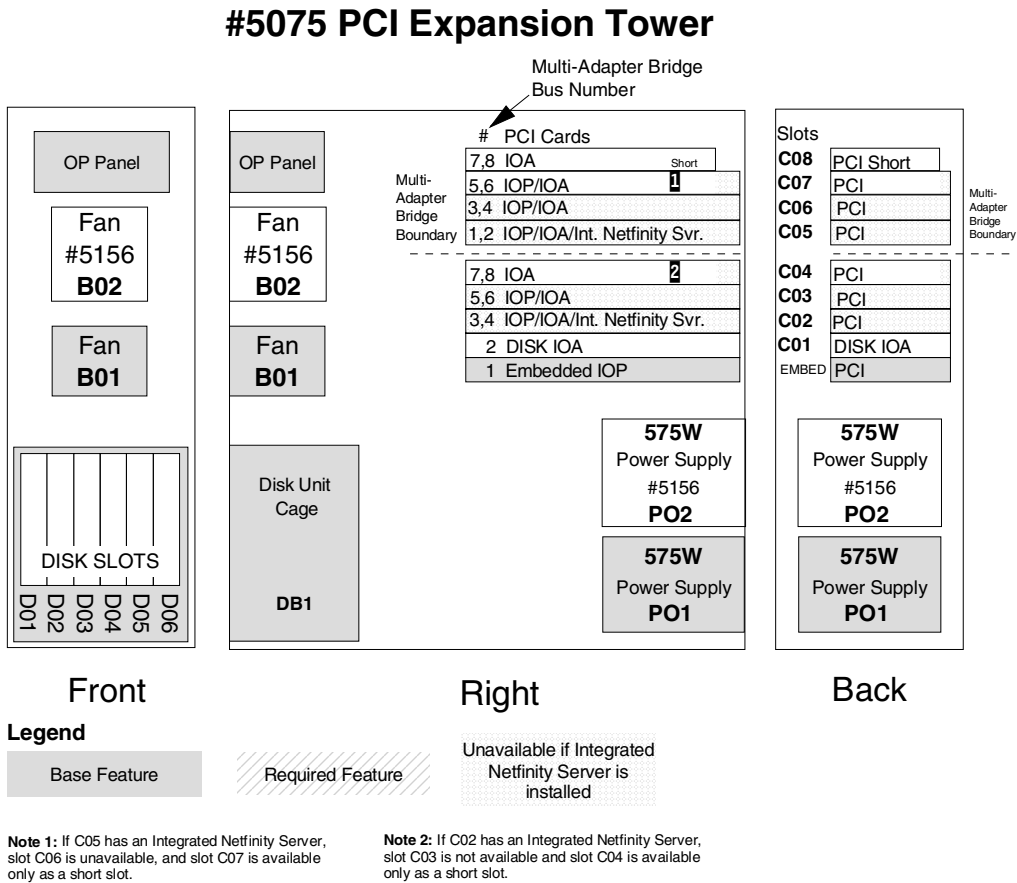 #5075 PCI Expansion Tower
Multi-Adapter Bridge
Bus Number
OP Panel
Fan
#5156
B02
Fan
B01
DISK SLOTS
D01
D02
D03
D04
D05
D06
Front
OP Panel
Fan
#5156
B02
Fan
B01
Disk Unit
Cage
DB1
# PCI Cards
7,8 IOA Short
5,6 IOP/IOA 1
3,4 IOP/IOA
1,2 IOP/IOA/Int. Netfinity Svr.
Multi-
Adapter
Bridge
Boundary
7,8 IOA 2
5,6 IOP/IOA
3,4 IOP/IOA/Int. Netfinity Svr.
2 DISK IOA
1 Embedded IOP
575W
Power Supply
#5156
PO2
575W
Power Supply
PO1
Right
Slots
C08 PCI Short
C07 PCI
C06 PCI
C05 PCI
Multi-
Adapter
Bridge
Boundary
C04 PCI
C03 PCI
C02 PCI
C01 DISK IOA
EMBED PCI
575W
Power Supply
#5156
PO2
575W
Power Supply
PO1
Back
Legend
Base Feature
Required Feature
Unavailable if Integrated
Netfinity Server is
installed
Note 1: If C05 has an Integrated Netfinity Server,
slot C06 is unavailable, and slot C07 is available
only as a short slot.
Note 2: If C02 has an Integrated Netfinity Server,
slot C03 is not available and slot C04 is available
only as a short slot.